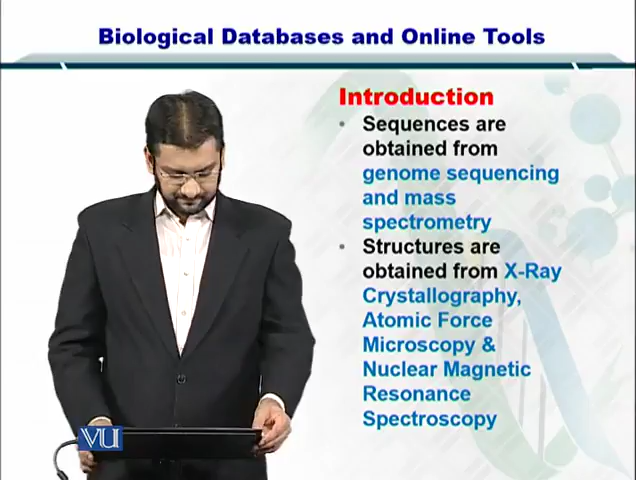 Biological Databases and Online Tools
Introduction
• Sequences are
obtained from
genome sequencing
and mass
spectrometry
• Structures are
obtained from X-Ray
Crystallography,
Atomic Force
Microscopy &
Nuclear Magnetic
Resonance
Spectroscopy
VU